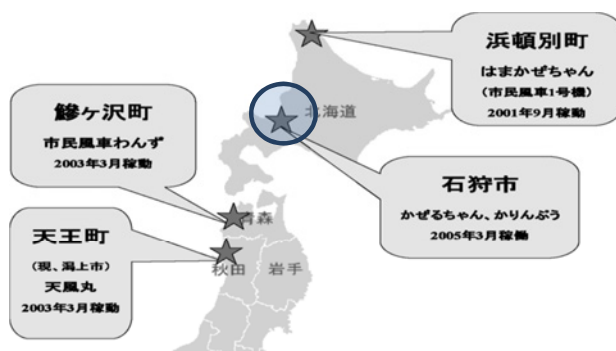 浜頓別町
はまかぜちゃん
(市民風車1号機)
2001年9月稼動
北海道
鰺ヶ沢町
市民風車わんず
2003年3月稼動
石狩市
かぜるちゃん、かりんぷう
2005年3月稼働
青森
天王町
(現、潟上市)
天風丸
2003年3月稼動
秋田
岩手